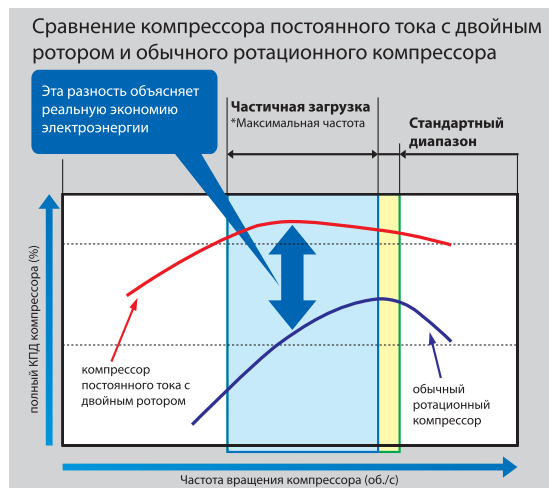 Сравнение компрессора постоянного тока с двойным
ротором и обычного ротационного компрессора
Эта разность объясняет
реальную экономию
электроэнергии
Частичная загрузка
*Максимальная частота
Стандартный
диапазон
полный КПД компрессора (%)
компрессор
постоянного тока с
двойным ротором
обычный
ротационный
компрессор
Частота вращения компрессора (об./с)